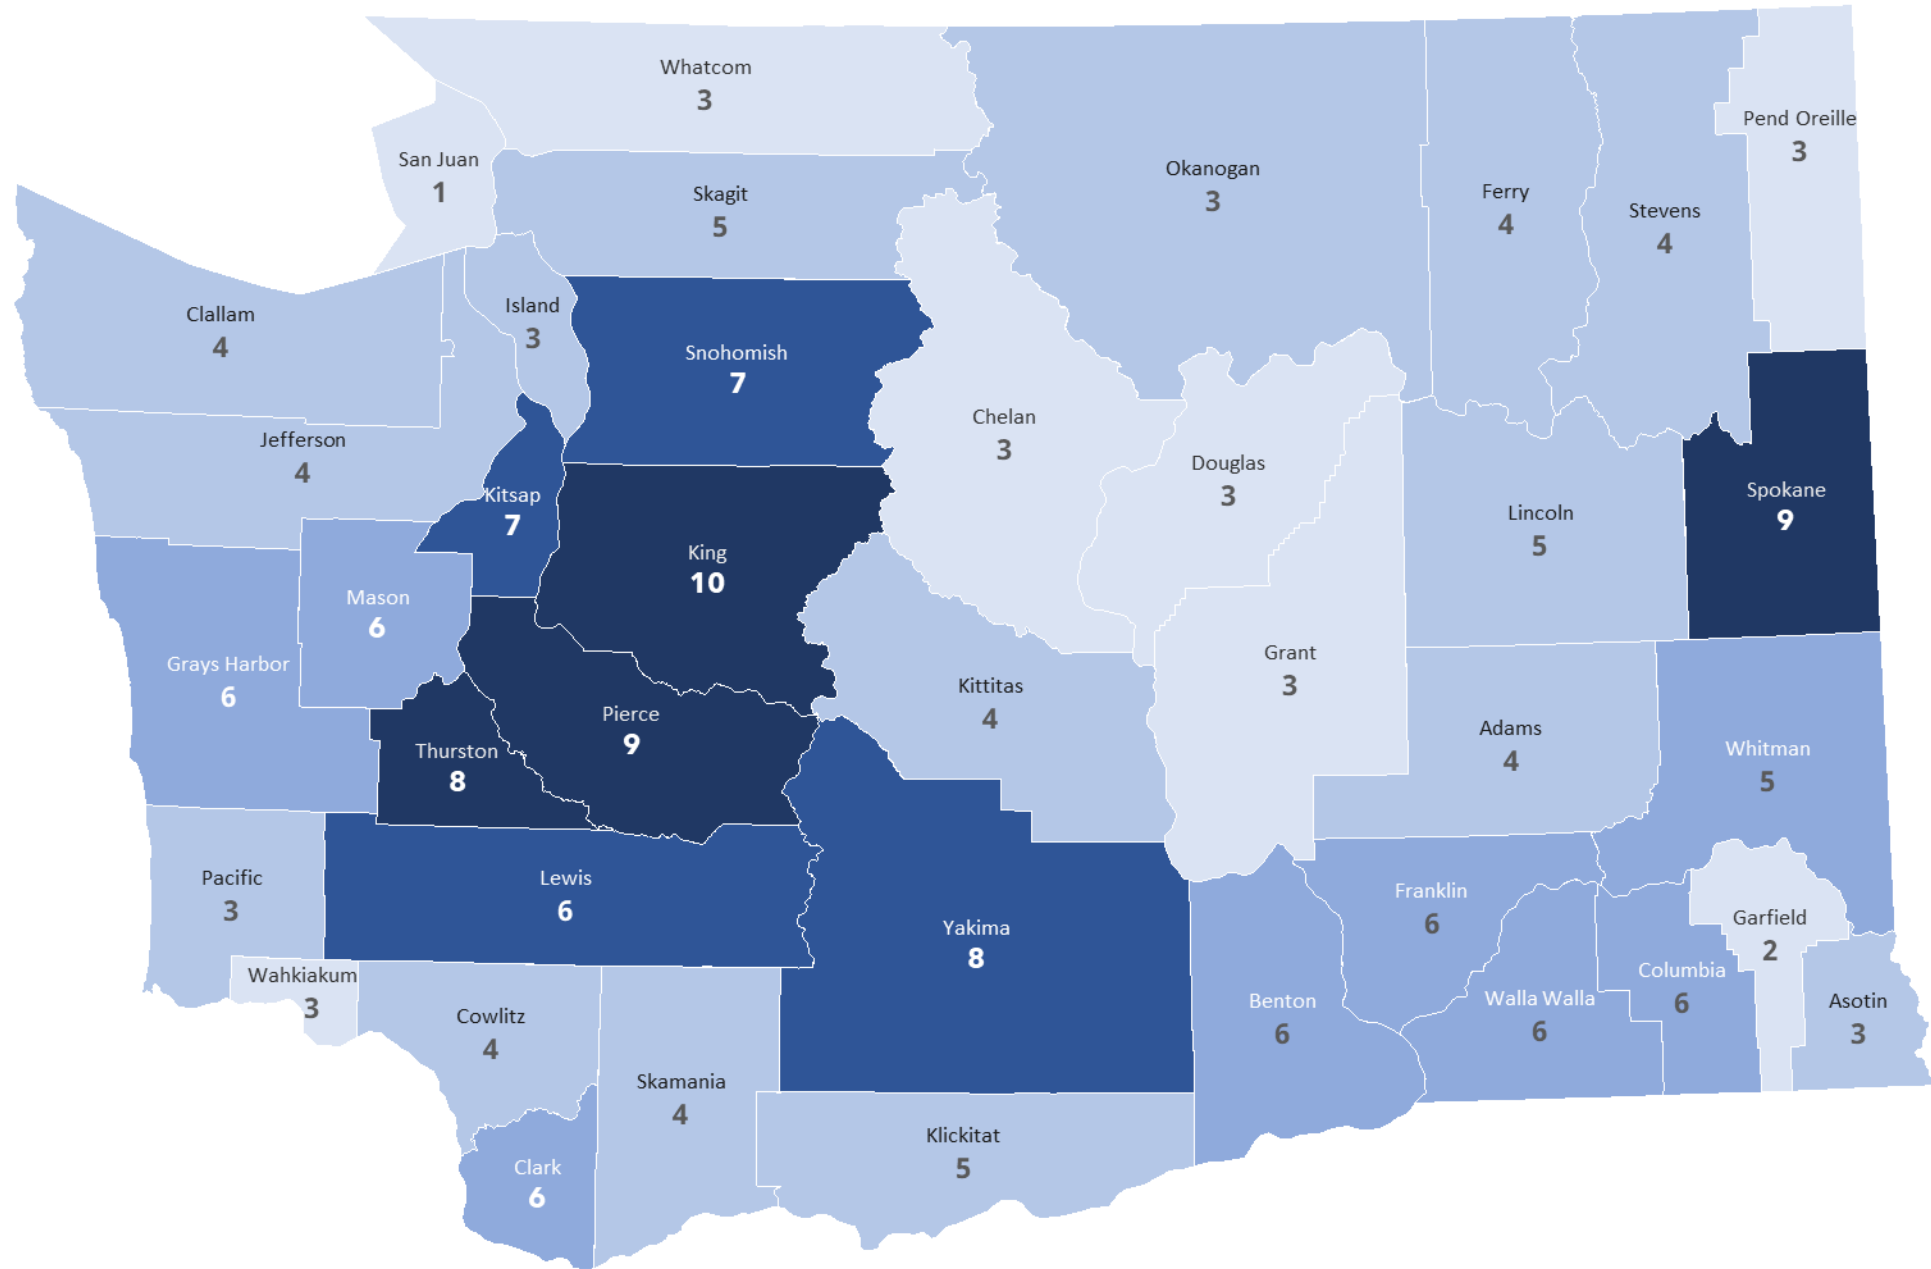 Whatcom
3
Pend Oreille
3
San Juan
1
Okanogan
3
Skagit
5
Ferry
4
Stevens
4
Island
3
Clallam
4
Snohomish
7
Chelan
3
Jefferson
4
Douglas
3
Kitsap
7
Spokane
9
Lincoln
5
King
10
Mason
6
Grant
3
Grays Harbor
6
Kittitas
4
Pierce
9
Adams
4
Thurston
8
Whitman
5
Pacific
3
Lewis
6
Franklin
6
Garfield
2
Yakima
8
Wahkiakum
3
Columbia
6
Walla Walla
6
Benton
6
Asotin
3
Cowlitz
4
Skamania
4
Klickitat
5
Clark
6